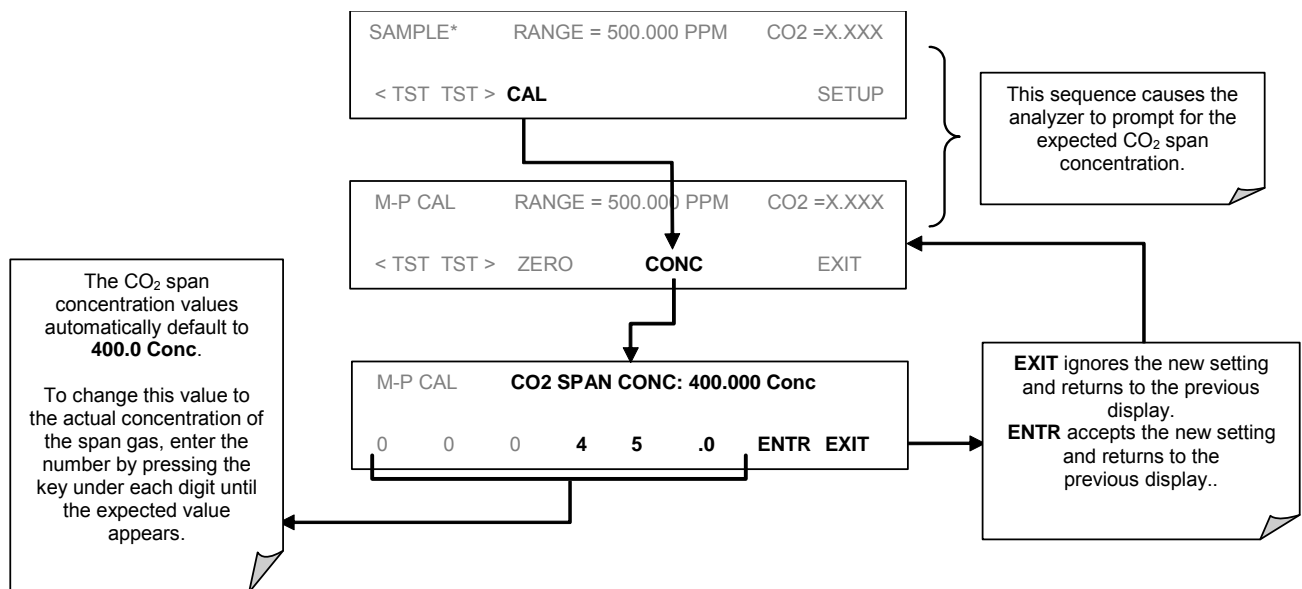 SAMPLE* RANGE = 500.000 PPM CO2 =X.XXX
< TST TST > CAL SETUP
This sequence causes the
analyzer to prompt for the
expected CO₂ span
concentration.
M-P CAL RANGE = 500.000 PPM CO2 =X.XXX
< TST TST > ZERO CONC EXIT
The CO₂ span
concentration values
automatically default to
400.0 Conc.
To change this value to
the actual concentration of
the span gas, enter the
number by pressing the
key under each digit until
the expected value
appears.
M-P CAL CO2 SPAN CONC: 400.000 Conc
0 0 0 4 5 .0 ENTR EXIT
EXIT ignores the new setting
and returns to the previous
display.
ENTR accepts the new setting
and returns to the
previous display..